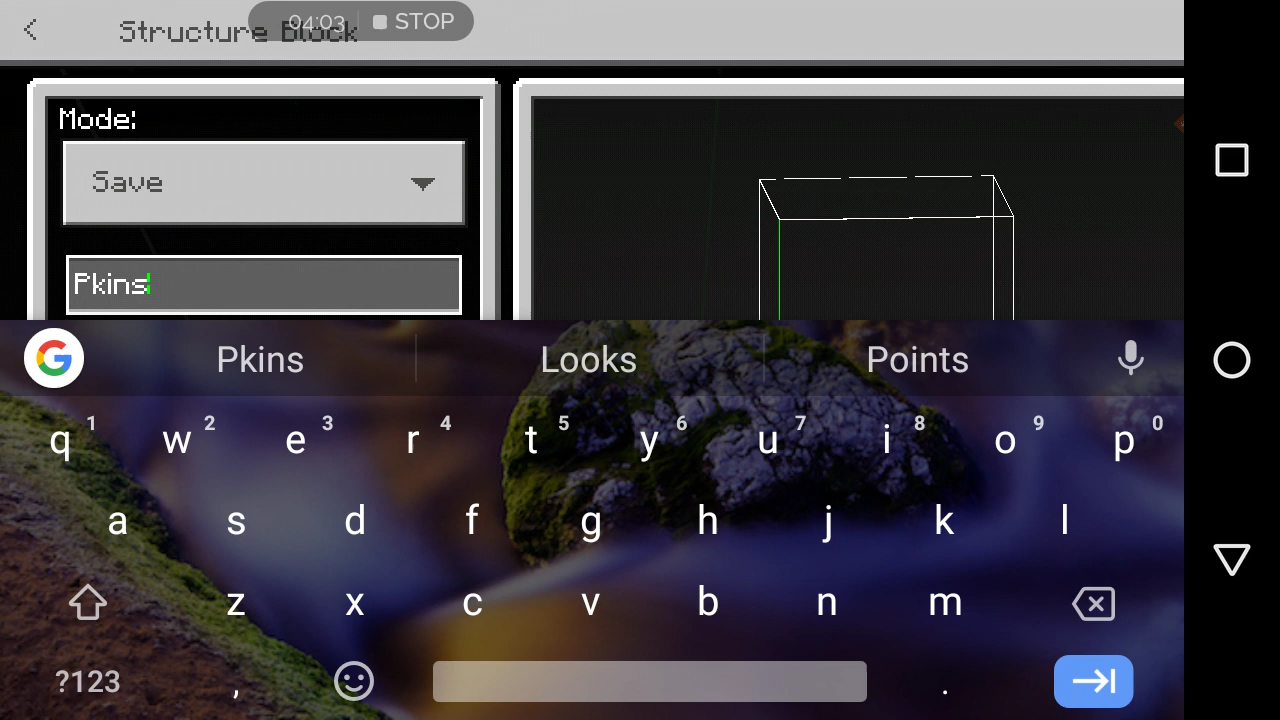 Structure Block
04:03 STOP
Mode:
Save
Pkins
G Pkins Looks Points
1 2 3 4 5 6 7 8 9 0
q w e r t y u i o p
a s d f g h j k l
z x c v b n m
?123 , .